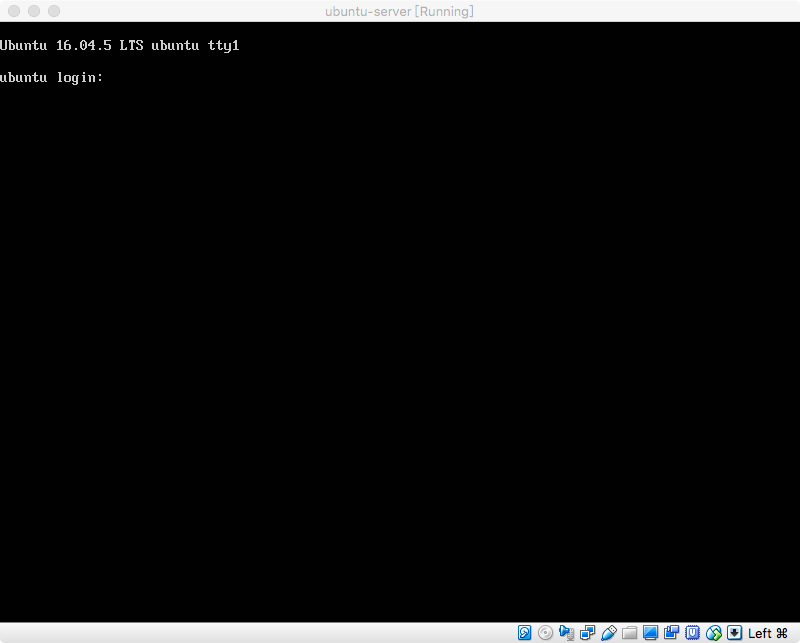 ubuntu-server [Running]
Ubuntu 16.04.5 LTS ubuntu tty1
ubuntu login:
Left ⌘